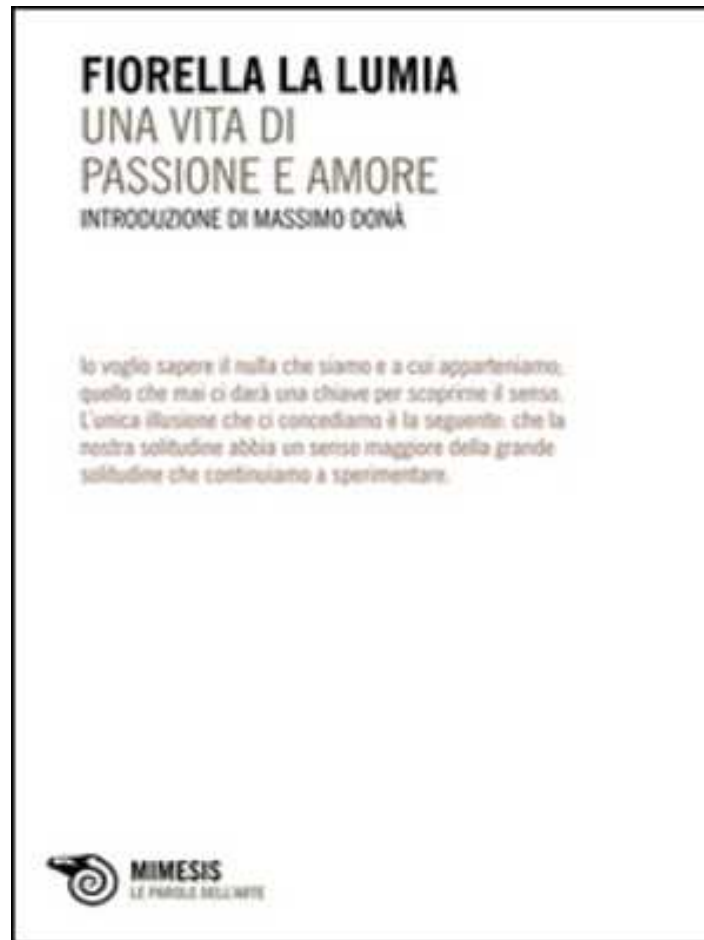 FIORELLA LA LUMIA
UNA VITA DI
PASSIONE E AMORE
INTRODUZIONE DI MASSIMO DONÀ
Io voglio sapere il nulla che siamo e a cui apparteniamo,
quello che mai ci darà una chiave per scoprirne il senso.
L'unica illusione che ci concediamo è la seguente: che la
nostra solitudine abbia un senso maggiore della grande
solitudine che continuiamo a sperimentare.
MIMESIS
LE PAROLE DELL'ARTE